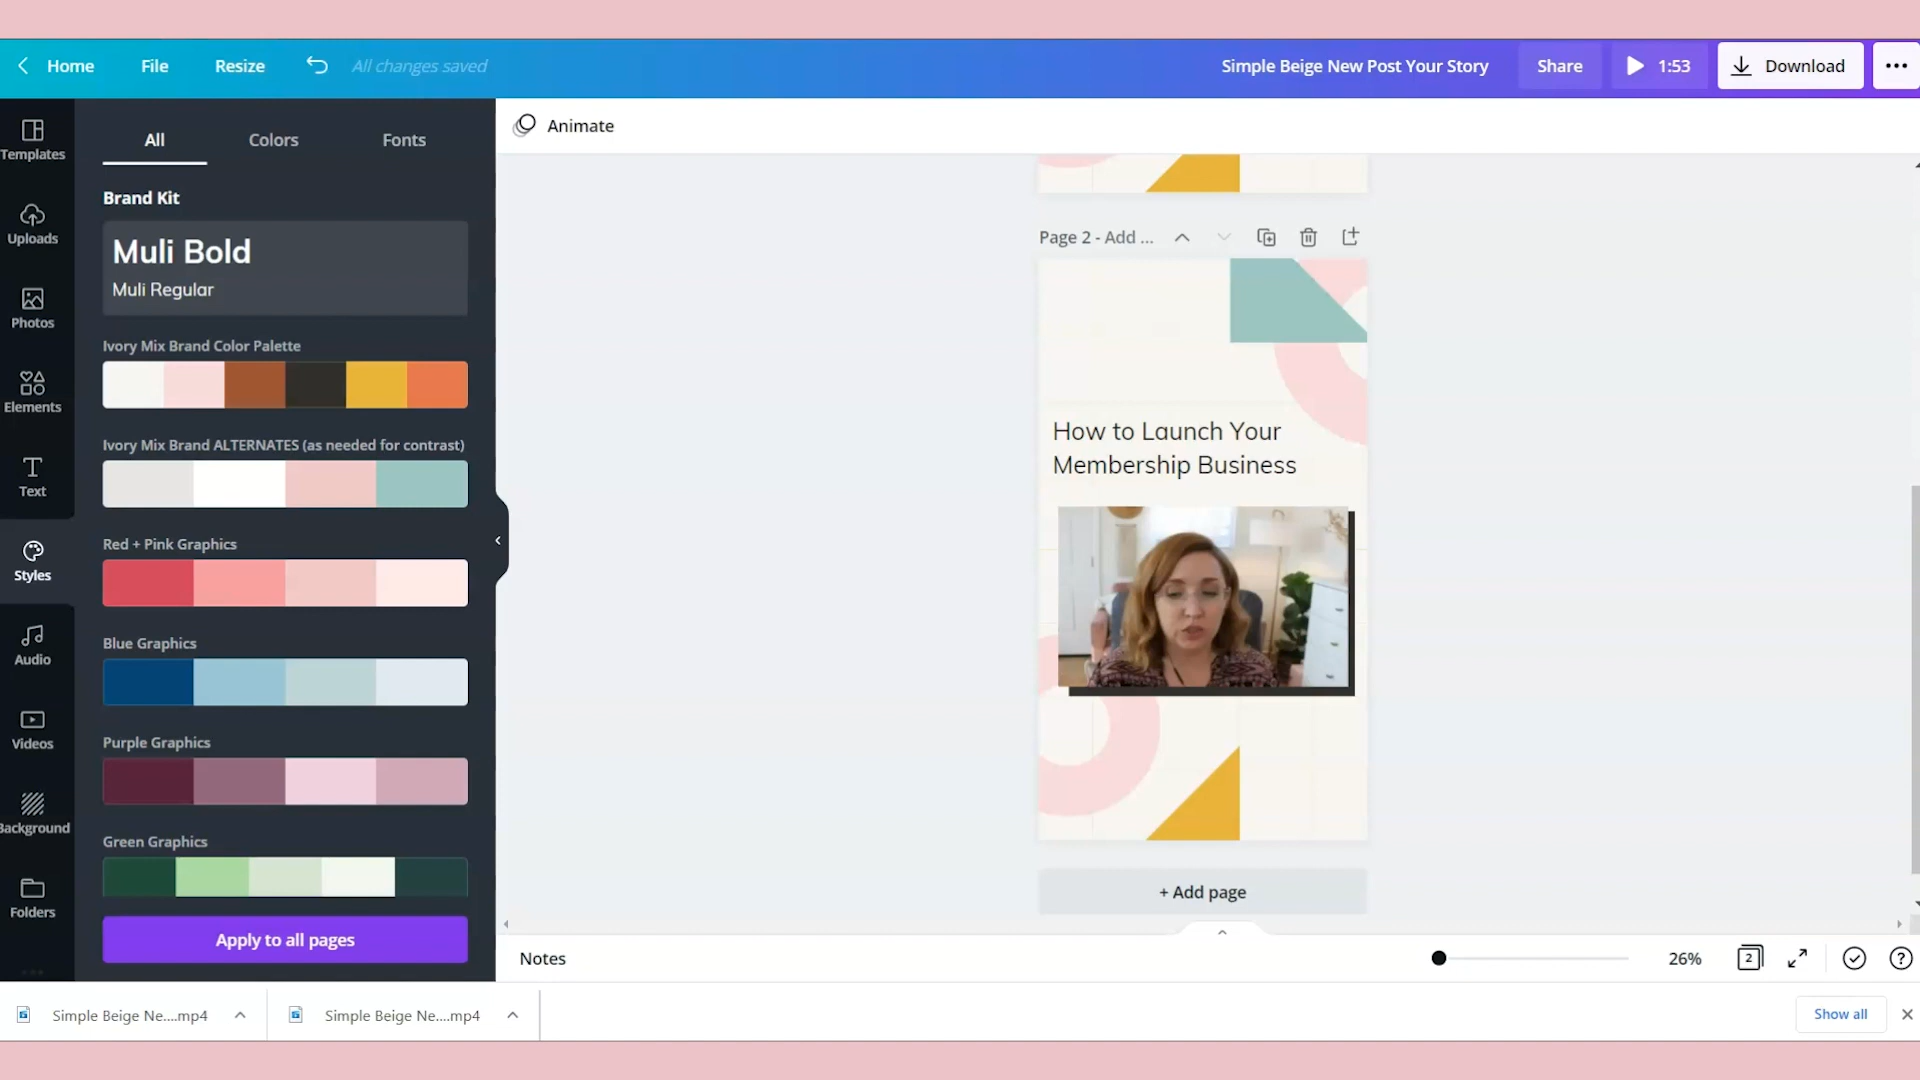 Home
File
Resize
All changes saved
Simple Beige New Post Your Story
Share
1:53
Download
Templates
Uploads
Photos
Elements
Text
Styles
Audio
Videos
Background
Folders
All
Colors
Fonts
Brand Kit
Muli Bold
Muli Regular
Ivory Mix Brand Color Palette
Ivory Mix Brand ALTERNATES (as needed for contrast)
Red + Pink Graphics
Blue Graphics
Purple Graphics
Green Graphics
Apply to all pages
Animate
Page 2 - Add ...
How to Launch Your
Membership Business
+ Add page
Notes
26%
2
Simple Beige Ne....mp4
Simple Beige Ne....mp4
Show all